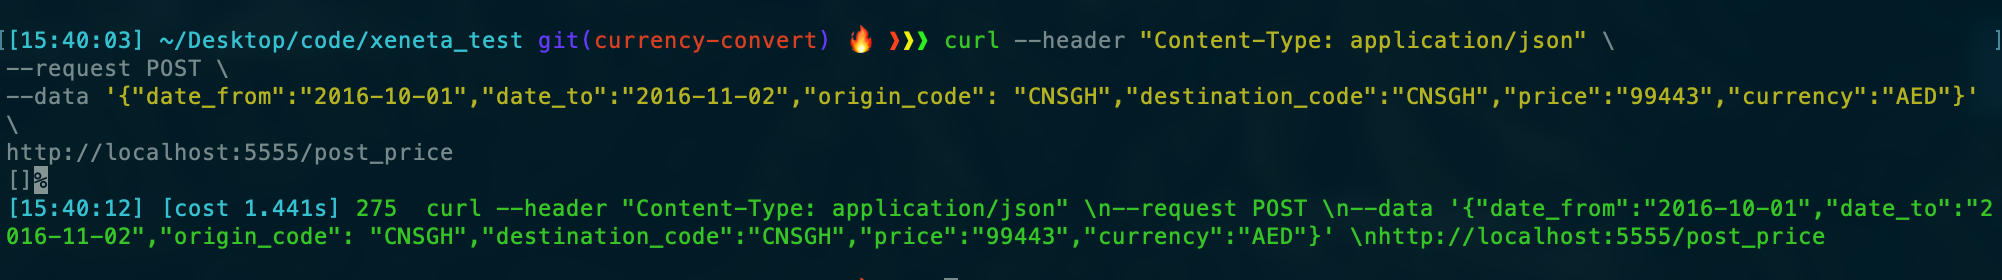 [[15:40:03] ~/Desktop/code/xeneta_test git(currency-convert) 🔥 ❯❯❯ curl --header "Content-Type: application/json" \ ]
--request POST \
--data '{"date_from":"2016-10-01","date_to":"2016-11-02","origin_code": "CNSGH","destination_code":"CNSGH","price":"99443","currency":"AED"}'
\
http://localhost:5555/post_price
[]%
[15:40:12] [cost 1.441s] 275  curl --header "Content-Type: application/json" \n--request POST \n--data '{"date_from":"2016-10-01","date_to":"2
016-11-02","origin_code": "CNSGH","destination_code":"CNSGH","price":"99443","currency":"AED"}' \nhttp://localhost:5555/post_price